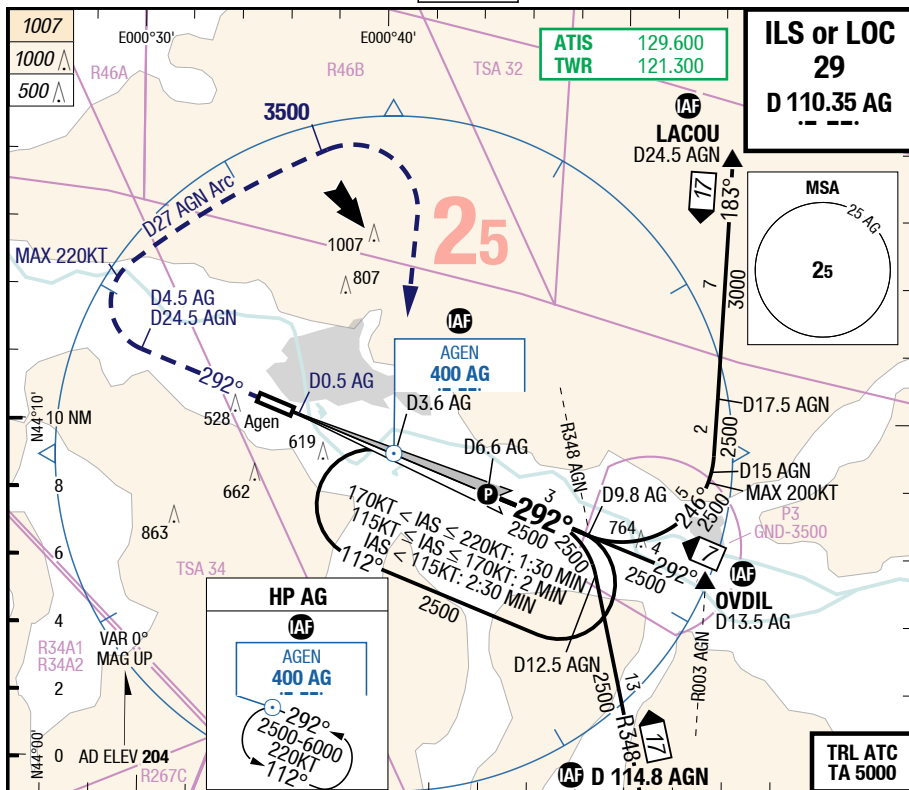 1007
1000
500
E000°30'
E000°40'
R46A
R46B
TSA 32
ATIS 129.600
TWR 121.300
ILS or LOC
29
D 110.35 AG
3500
IAF
LACOU
D24.5 AGN
17
183°
MSA
25 AG
25
D27 AGN Arc
1007
807
25
7
3000
MAX 220KT
D4.5 AG
D24.5 AGN
IAF
AGEN
400 AG
292°
D0.5 AG
N44°10'
10 NM
528
Agen
D3.6 AG
R348 AGN
D17.5 AGN
2
2500
619
D6.6 AG
D15 AGN
MAX 200KT
8
662
P
3
292°
2500
2500
D9.8 AG
5
246°
2500
P3
GND-3500
863
764
4
292°
2500
7
170KT < IAS ≤ 220KT: 1:30 MIN
115KT < IAS ≤ 170KT: 2 MIN
IAS ≤ 115KT: 2:30 MIN
6
112°
2500
TSA 34
IAF
OVDIL
D13.5 AG
HP AG
IAF
AGEN
400 AG
4
VAR 0°
MAG UP
R34A1
R34A2
D12.5 AGN
R003 AGN
2
292°
2500-6000
220KT
112°
13
2500
R348
17
N44°00'
0
AD ELEV 204
R267C
IAF D 114.8 AGN
TRL ATC
TA 5000